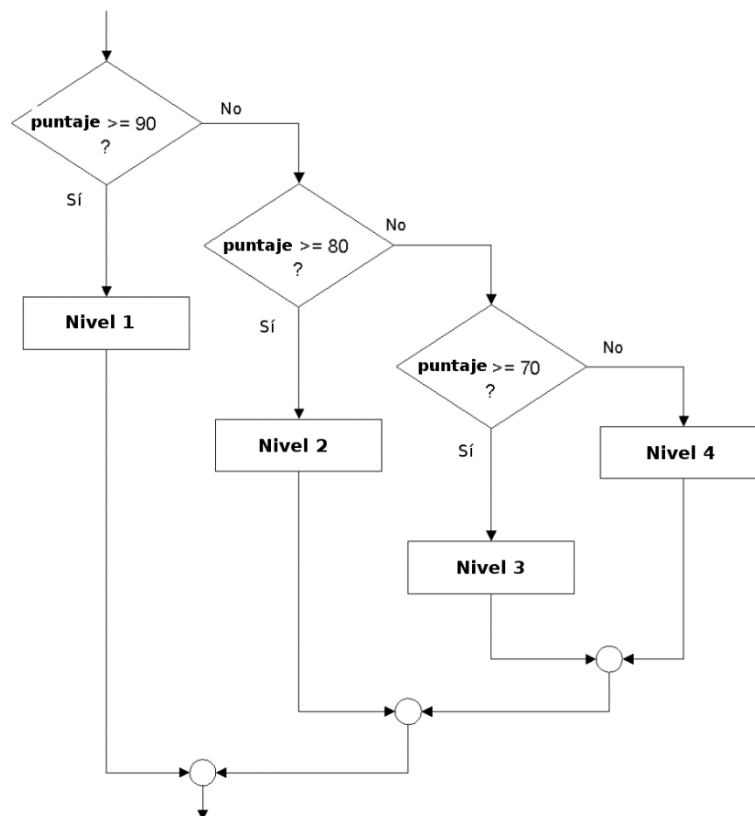 puntaje >= 90
?
No
Sí
puntaje >= 80
?
No
Sí
Nivel 1
puntaje >= 70
?
No
Sí
Nivel 2
Nivel 4
Nivel 3